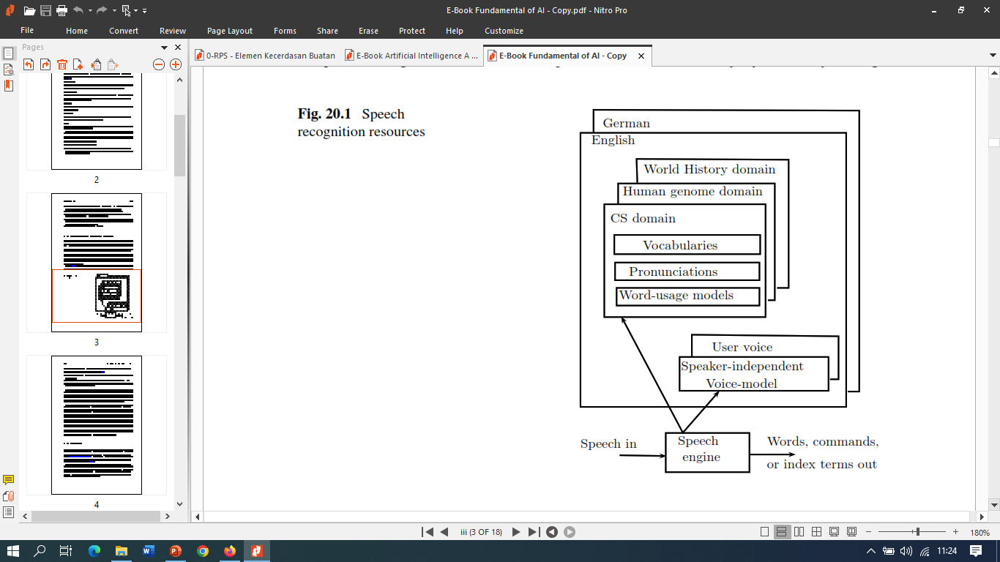 E-Book Fundamental of AI - Copy.pdf - Nitro Pro
File Home Convert Review Page Layout Forms Share Erase Protect Help Customize
Pages
0-RPS - Elemen Kecerdasan Buatan
E-Book Artificial Intelligence A ...
E-Book Fundamental of AI - Copy
2
3
4
Fig. 20.1 Speech
recognition resources
German
English
World History domain
Human genome domain
CS domain
Vocabularies
Pronunciations
Word-usage models
User voice
Speaker-independent
Voice-model
Speech in
Speech
engine
Words, commands,
or index terms out
iii (3 OF 18)
180%
11:24